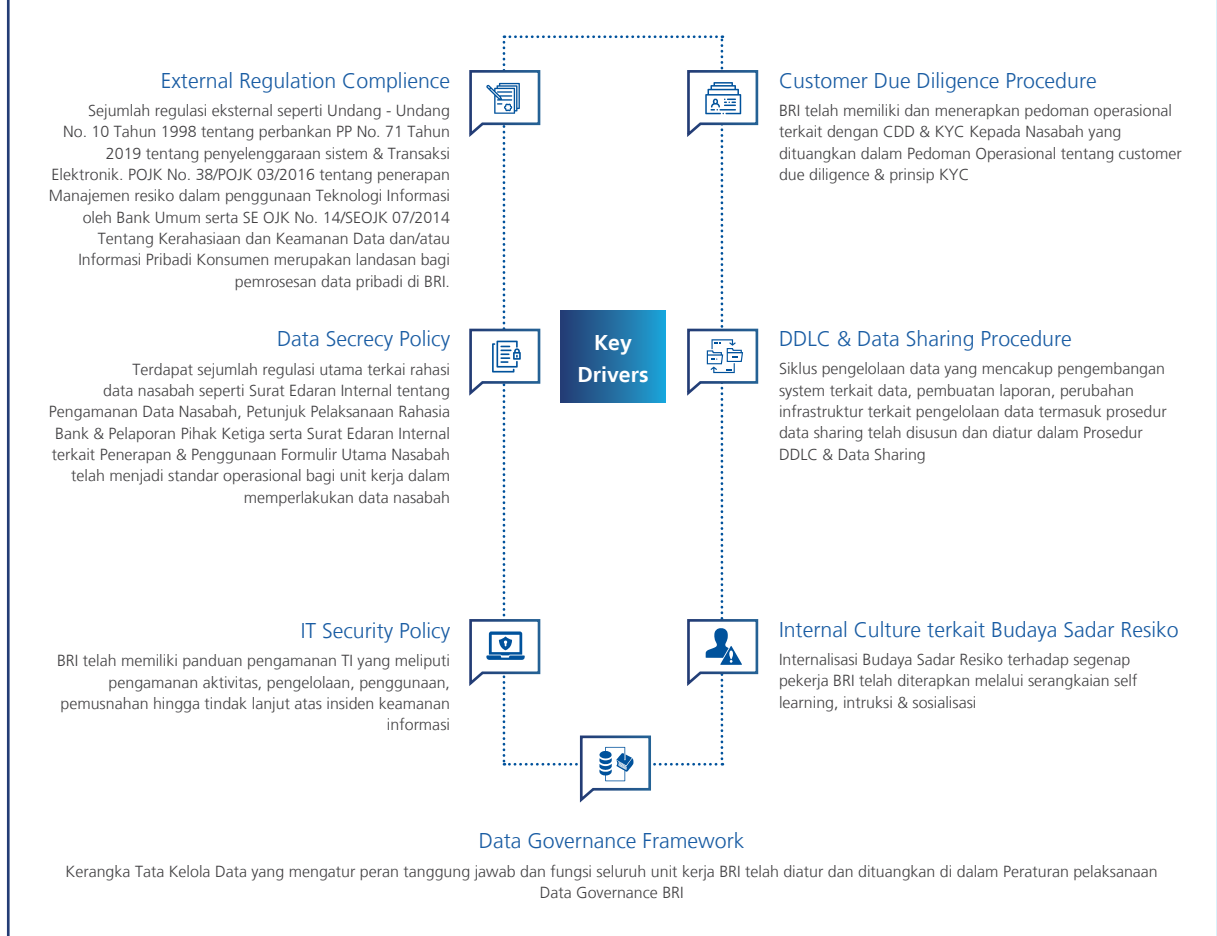 External Regulation Complience
Sejumlah regulasi eksternal seperti Undang - Undang
No. 10 Tahun 1998 tentang perbankan PP No. 71 Tahun
2019 tentang penyelenggaraan sistem & Transaksi
Elektronik. POJK No. 38/POJK 03/2016 tentang penerapan
Manajemen resiko dalam penggunaan Teknologi Informasi
oleh Bank Umum serta SE OJK No. 14/SEOJK 07/2014
Tentang Kerahasiaan dan Keamanan Data dan/atau
Informasi Pribadi Konsumen merupakan landasan bagi
pemrosesan data pribadi di BRI.
Customer Due Diligence Procedure
BRI telah memiliki dan menerapkan pedoman operasional
terkait dengan CDD & KYC Kepada Nasabah yang
dituangkan dalam Pedoman Operasional tentang customer
due diligence & prinsip KYC
Data Secrecy Policy
Terdapat sejumlah regulasi utama terkai rahasi
data nasabah seperti Surat Edaran Internal tentang
Pengamanan Data Nasabah, Petunjuk Pelaksanaan Rahasia
Bank & Pelaporan Pihak Ketiga serta Surat Edaran Internal
terkait Penerapan & Penggunaan Formulir Utama Nasabah
telah menjadi standar operasional bagi unit kerja dalam
memperlakukan data nasabah
Key
Drivers
DDLC & Data Sharing Procedure
Siklus pengelolaan data yang mencakup pengembangan
system terkait data, pembuatan laporan, perubahan
infrastruktur terkait pengelolaan data termasuk prosedur
data sharing telah disusun dan diatur dalam Prosedur
DDLC & Data Sharing
IT Security Policy
BRI telah memiliki panduan pengamanan TI yang meliputi
pengamanan aktivitas, pengelolaan, penggunaan,
pemusnahan hingga tindak lanjut atas insiden keamanan
informasi
Internal Culture terkait Budaya Sadar Resiko
Internalisasi Budaya Sadar Resiko terhadap segenap
pekerja BRI telah diterapkan melalui serangkaian self
learning, intruksi & sosialisasi
Data Governance Framework
Kerangka Tata Kelola Data yang mengatur peran tanggung jawab dan fungsi seluruh unit kerja BRI telah diatur dan dituangkan di dalam Peraturan pelaksanaan
Data Governance BRI